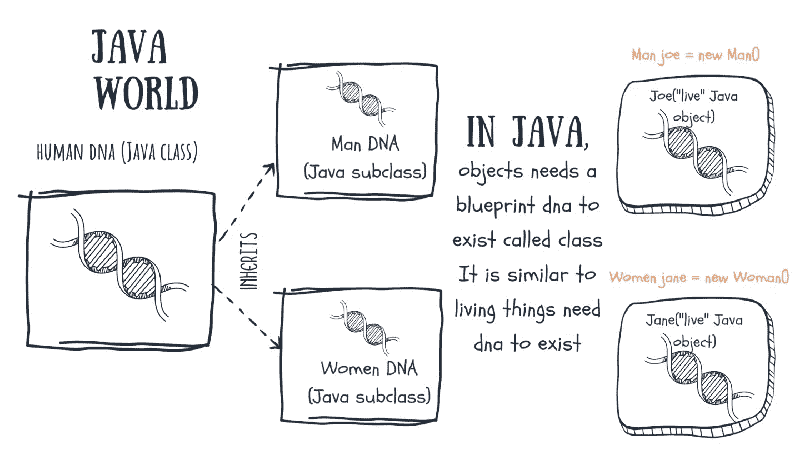 JAVA
WORLD
HUMAN DNA (JAVA CLASS)
INHERITS
Man DNA
(Java subclass)
Women DNA
(Java subclass)
IN JAVA,
objects needs a
blueprint dna to
exist called class
It is similar to
living things need
dna to exist
Man joe = new Man()
Joe("live" Java
object)
Women jane = new Woman()
Jane("live" Java
object)